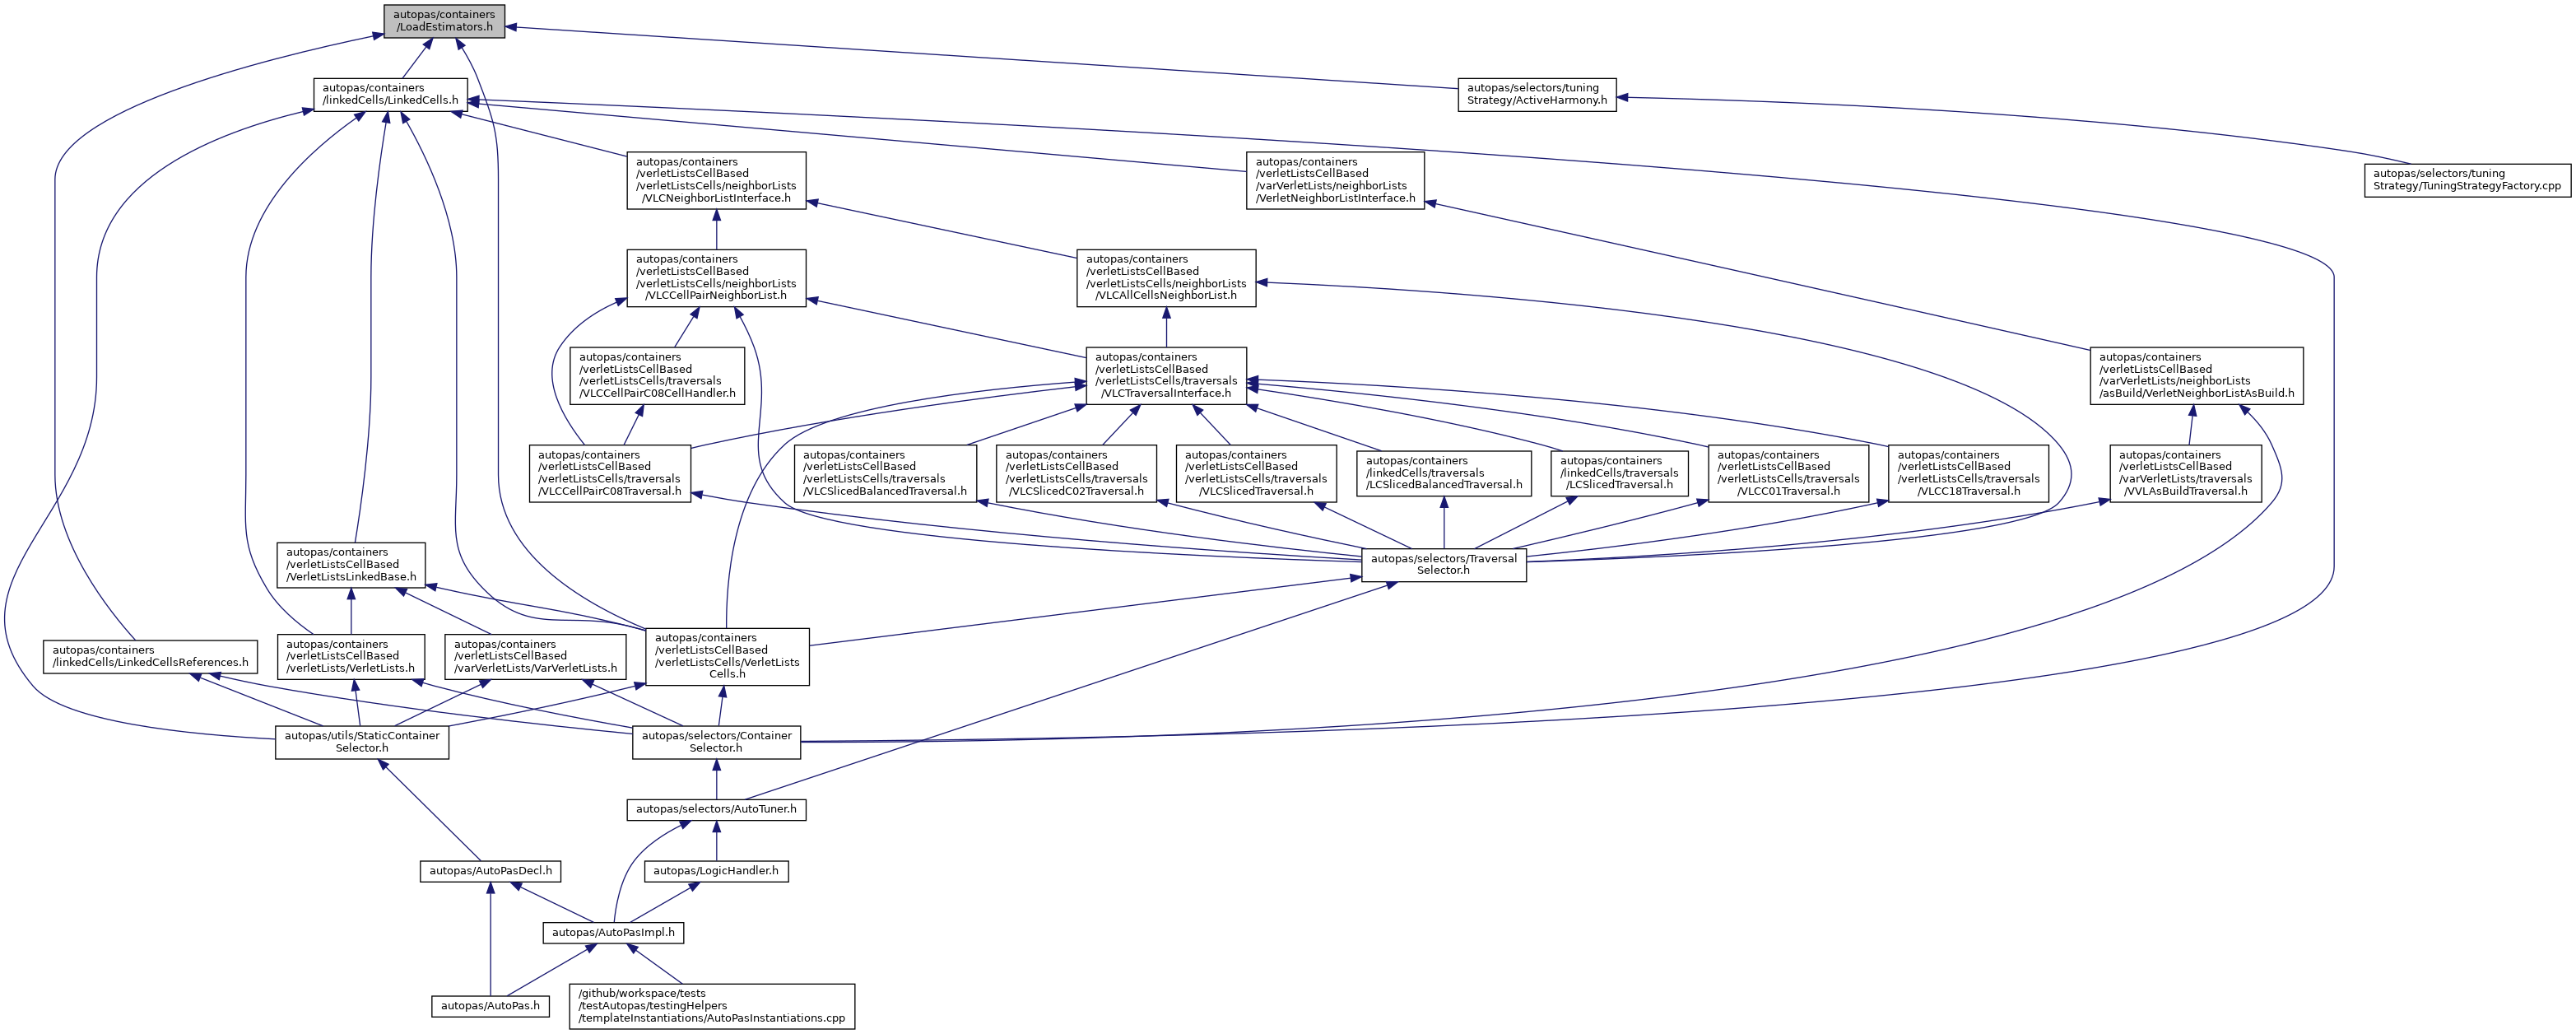 autopas/containers
/LoadEstimators.h
autopas/containers
/linkedCells/LinkedCells.h
autopas/selectors/tuning
Strategy/ActiveHarmony.h
autopas/containers
/verletListsCellBased
/verletListsCells/neighborLists
/VLCNeighborListInterface.h
autopas/containers
/verletListsCellBased
/varVerletLists/neighborLists
/VerletNeighborListInterface.h
autopas/selectors/tuning
Strategy/TuningStrategyFactory.cpp
autopas/containers
/verletListsCellBased
/verletListsCells/neighborLists
/VLCCellPairNeighborList.h
autopas/containers
/verletListsCellBased
/verletListsCells/neighborLists
/VLCAllCellsNeighborList.h
autopas/containers
/verletListsCellBased
/verletListsCells/traversals
/VLCCellPairC08CellHandler.h
autopas/containers
/verletListsCellBased
/verletListsCells/traversals
/VLCTraversalInterface.h
autopas/containers
/verletListsCellBased
/varVerletLists/neighborLists
/asBuild/VerletNeighborListAsBuild.h
autopas/containers
/verletListsCellBased
/verletListsCells/traversals
/VLCCellPairC08Traversal.h
autopas/containers
/verletListsCellBased
/verletListsCells/traversals
/VLCSlicedBalancedTraversal.h
autopas/containers
/verletListsCellBased
/verletListsCells/traversals
/VLCSlicedC02Traversal.h
autopas/containers
/verletListsCellBased
/verletListsCells/traversals
/VLCSlicedTraversal.h
autopas/containers
/linkedCells/traversals
/LCSlicedBalancedTraversal.h
autopas/containers
/linkedCells/traversals
/LCSlicedTraversal.h
autopas/containers
/verletListsCellBased
/verletListsCells/traversals
/VLCC01Traversal.h
autopas/containers
/verletListsCellBased
/verletListsCells/traversals
/VLCC18Traversal.h
autopas/containers
/verletListsCellBased
/varVerletLists/traversals
/VVLAsBuildTraversal.h
autopas/containers
/verletListsCellBased
/VerletListsLinkedBase.h
autopas/selectors/Traversal
Selector.h
autopas/containers
/linkedCells/LinkedCellsReferences.h
autopas/containers
/verletListsCellBased
/verletLists/VerletLists.h
autopas/containers
/verletListsCellBased
/varVerletLists/VarVerletLists.h
autopas/containers
/verletListsCellBased
/verletListsCells/VerletLists
Cells.h
autopas/utils/StaticContainer
Selector.h
autopas/selectors/Container
Selector.h
autopas/selectors/AutoTuner.h
autopas/AutoPasDecl.h
autopas/LogicHandler.h
autopas/AutoPasImpl.h
autopas/AutoPas.h
/github/workspace/tests
/testAutopas/testingHelpers
/templateInstantiations/AutoPasInstantiations.cpp